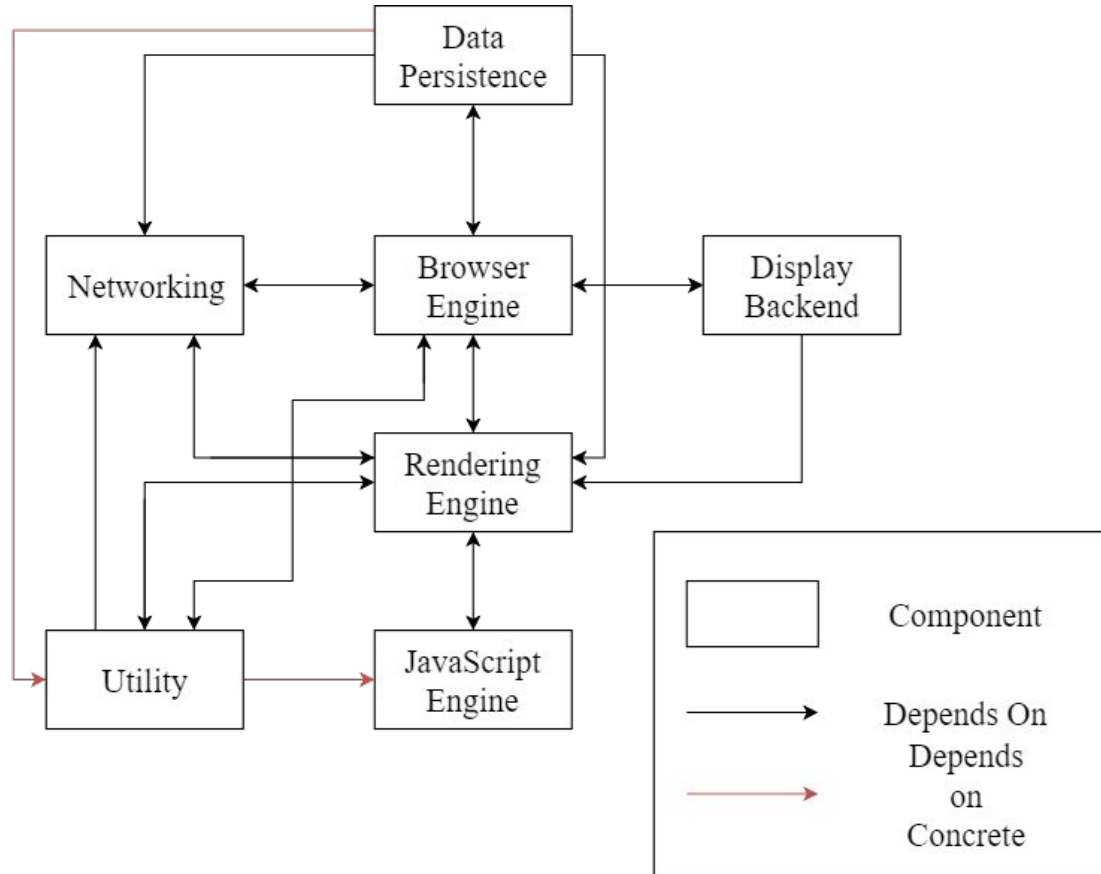 Data
Persistence
Networking
Browser
Engine
Display
Backend
Rendering
Engine
Utility
JavaScript
Engine
Component
Depends On
Depends
on
Concrete